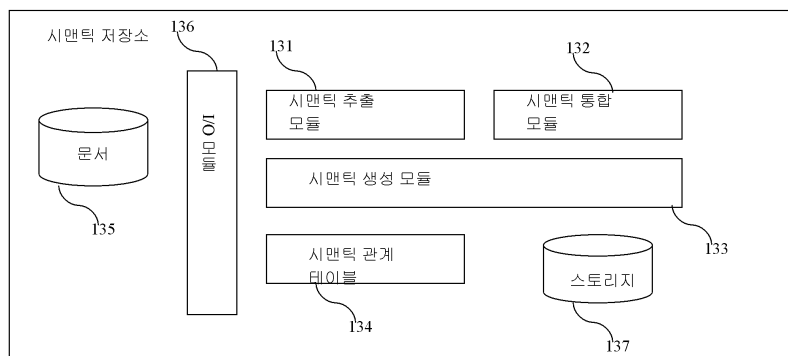 시맨틱 저장소
136
131
132
시맨틱 추출
모듈
시맨틱 통합
모듈
I/O 모듈
문서
시맨틱 생성 모듈
135
133
시맨틱 관계
테이블
스토리지
134
137